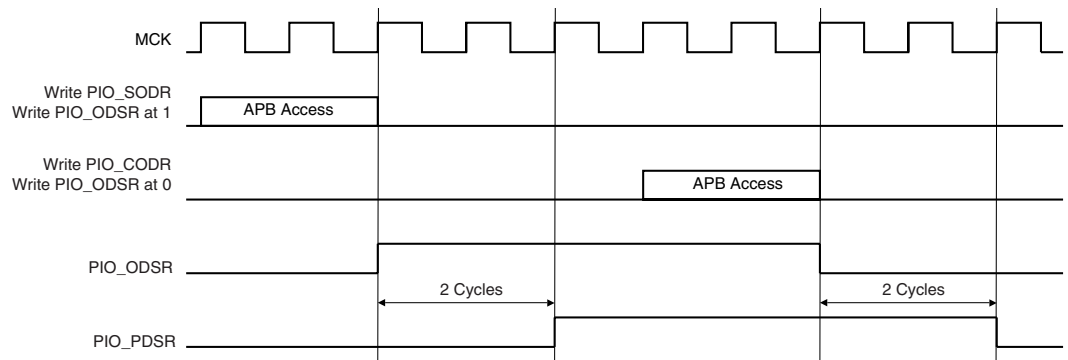 MCK
Write PIO_SODR
Write PIO_ODSR at 1
APB Access
Write PIO_CODR
Write PIO_ODSR at 0
APB Access
PIO_ODSR
2 Cycles
2 Cycles
PIO_PDSR